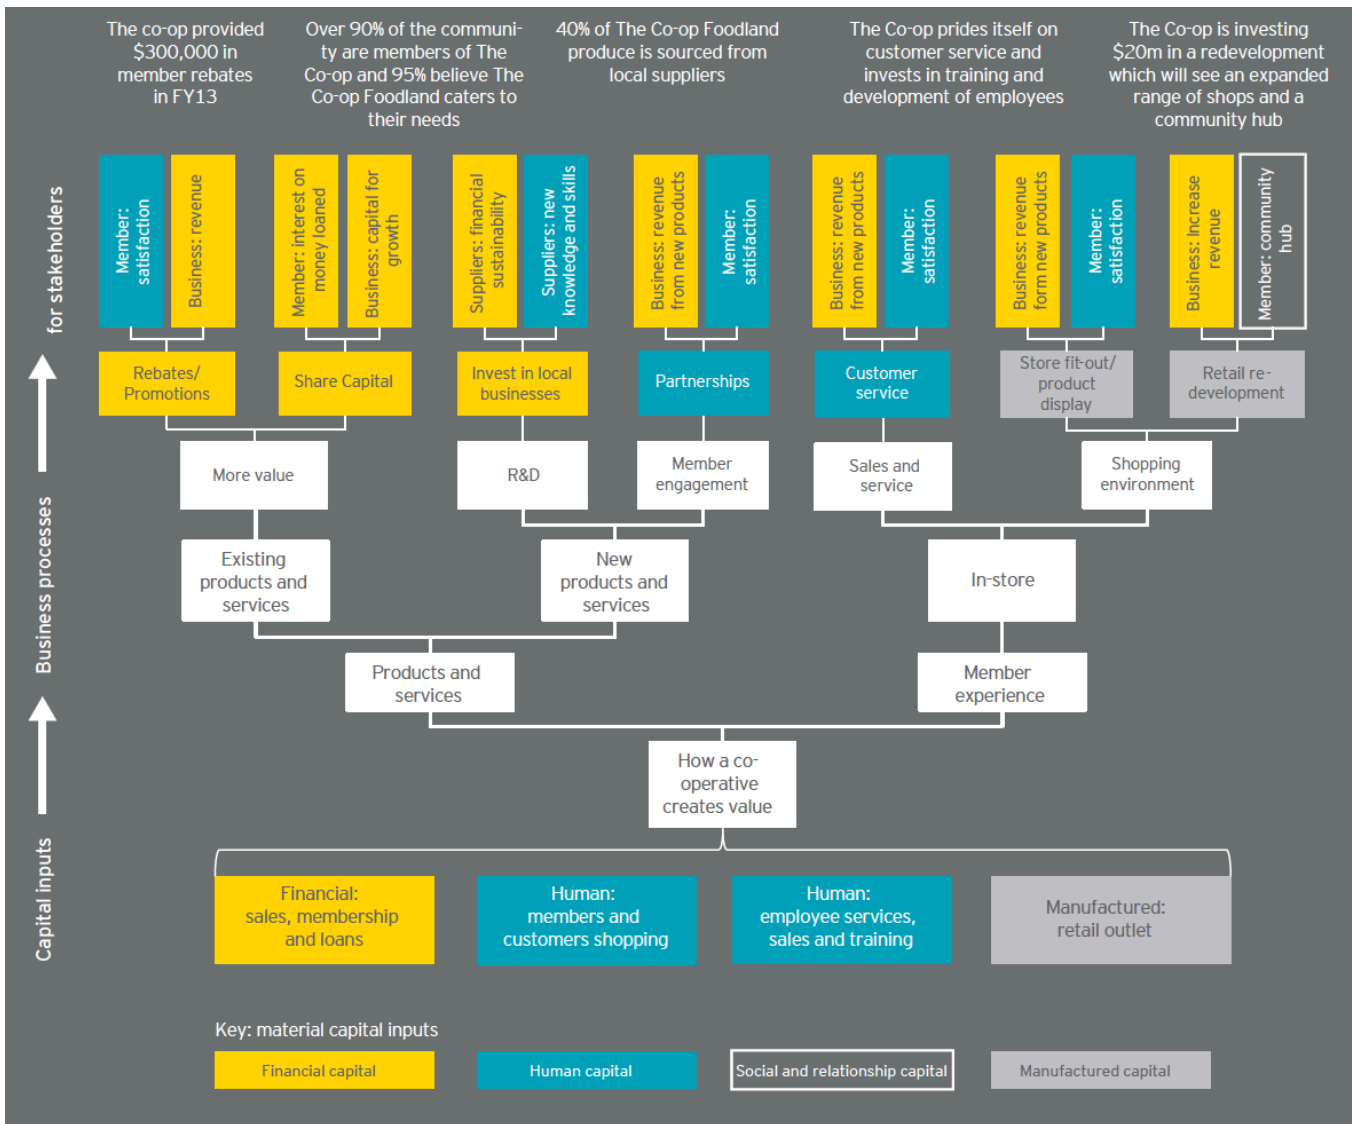 The co-op provided
$300,000 in
member rebates
in FY13
Over 90% of the communi-
ty are members of The
Co-op and 95% believe The
Co-op Foodland caters to
their needs
40% of The Co-op Foodland
produce is sourced from
local suppliers
The Co-op prides itself on
customer service and
invests in training and
development of employees
The Co-op is investing
$20m in a redevelopment
which will see an expanded
range of shops and a
community hub
for stakeholders
Member:
satisfaction
Business: revenue
Member: interest on
money loaned
Business: capital for
growth
Suppliers: financial
sustainability
Suppliers: new
knowledge and skills
Business: revenue
from new products
Member:
satisfaction
Business: revenue
from new products
Member:
satisfaction
Business: revenue
form new products
Member:
satisfaction
Business: Increase
revenue
Member: community
hub
Rebates/
Promotions
Share Capital
Invest in local
businesses
Partnerships
Customer
service
Store fit-out/
product
display
Retail re-
development
Business processes
More value
R&D
Member
engagement
Sales and
service
Shopping
environment
Existing
products and
services
New
products and
services
In-store
Products and
services
Member
experience
How a co-
operative
creates value
Capital inputs
Financial:
sales, membership
and loans
Human:
members and
customers shopping
Human:
employee services,
sales and training
Manufactured:
retail outlet
Key: material capital inputs
Financial capital
Human capital
Social and relationship capital
Manufactured capital